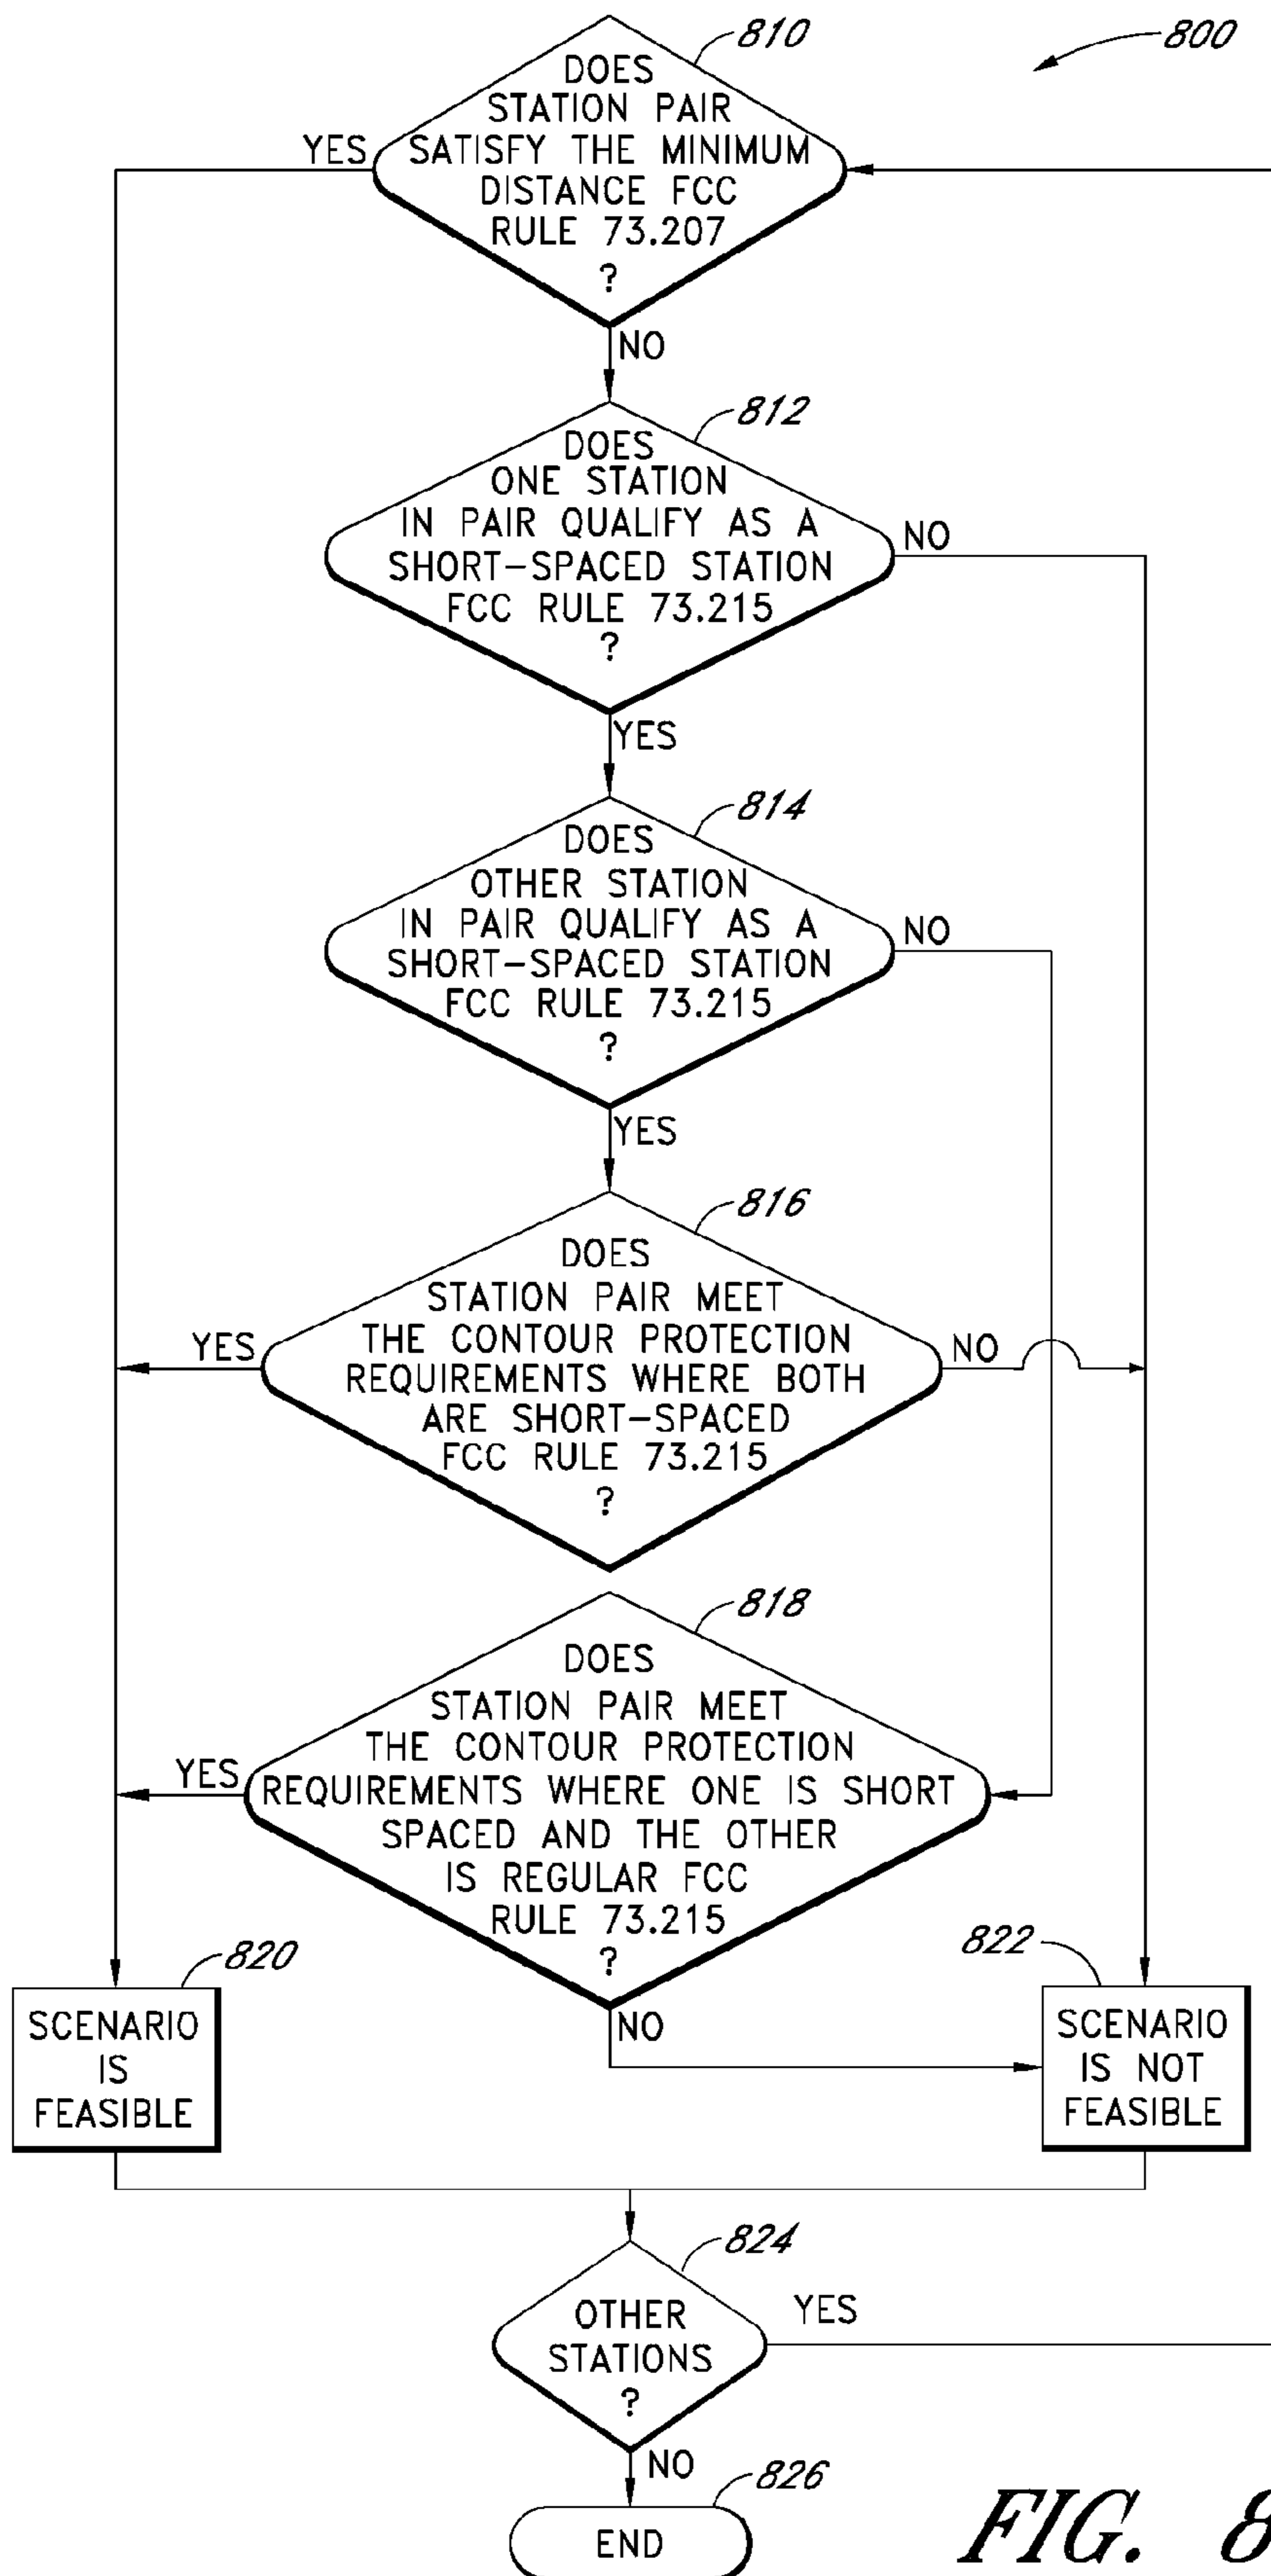 810
800
DOES
STATION PAIR
YES
SATISFY THE MINIMUM
DISTANCE FCC
RULE 73.207
?
NO
812
DOES
ONE STATION
IN PAIR QUALIFY AS A
NO
SHORT-SPACED STATION
FCC RULE 73.215
?
YES
814
DOES
OTHER STATION
IN PAIR QUALIFY AS A
NO
SHORT-SPACED STATION
FCC RULE 73.215
?
YES
816
DOES
STATION PAIR MEET
YES
THE CONTOUR PROTECTION
NO
REQUIREMENTS WHERE BOTH
ARE SHORT-SPACED
FCC RULE 73.215
?
818
DOES
STATION PAIR MEET
THE CONTOUR PROTECTION
YES
REQUIREMENTS WHERE ONE IS SHORT
SPACED AND THE OTHER
IS REGULAR FCC
RULE 73.215
?
NO
820
SCENARIO
IS
FEASIBLE
822
SCENARIO
IS NOT
FEASIBLE
824
OTHER
STATIONS
?
YES
NO
826
END
FIG. 8